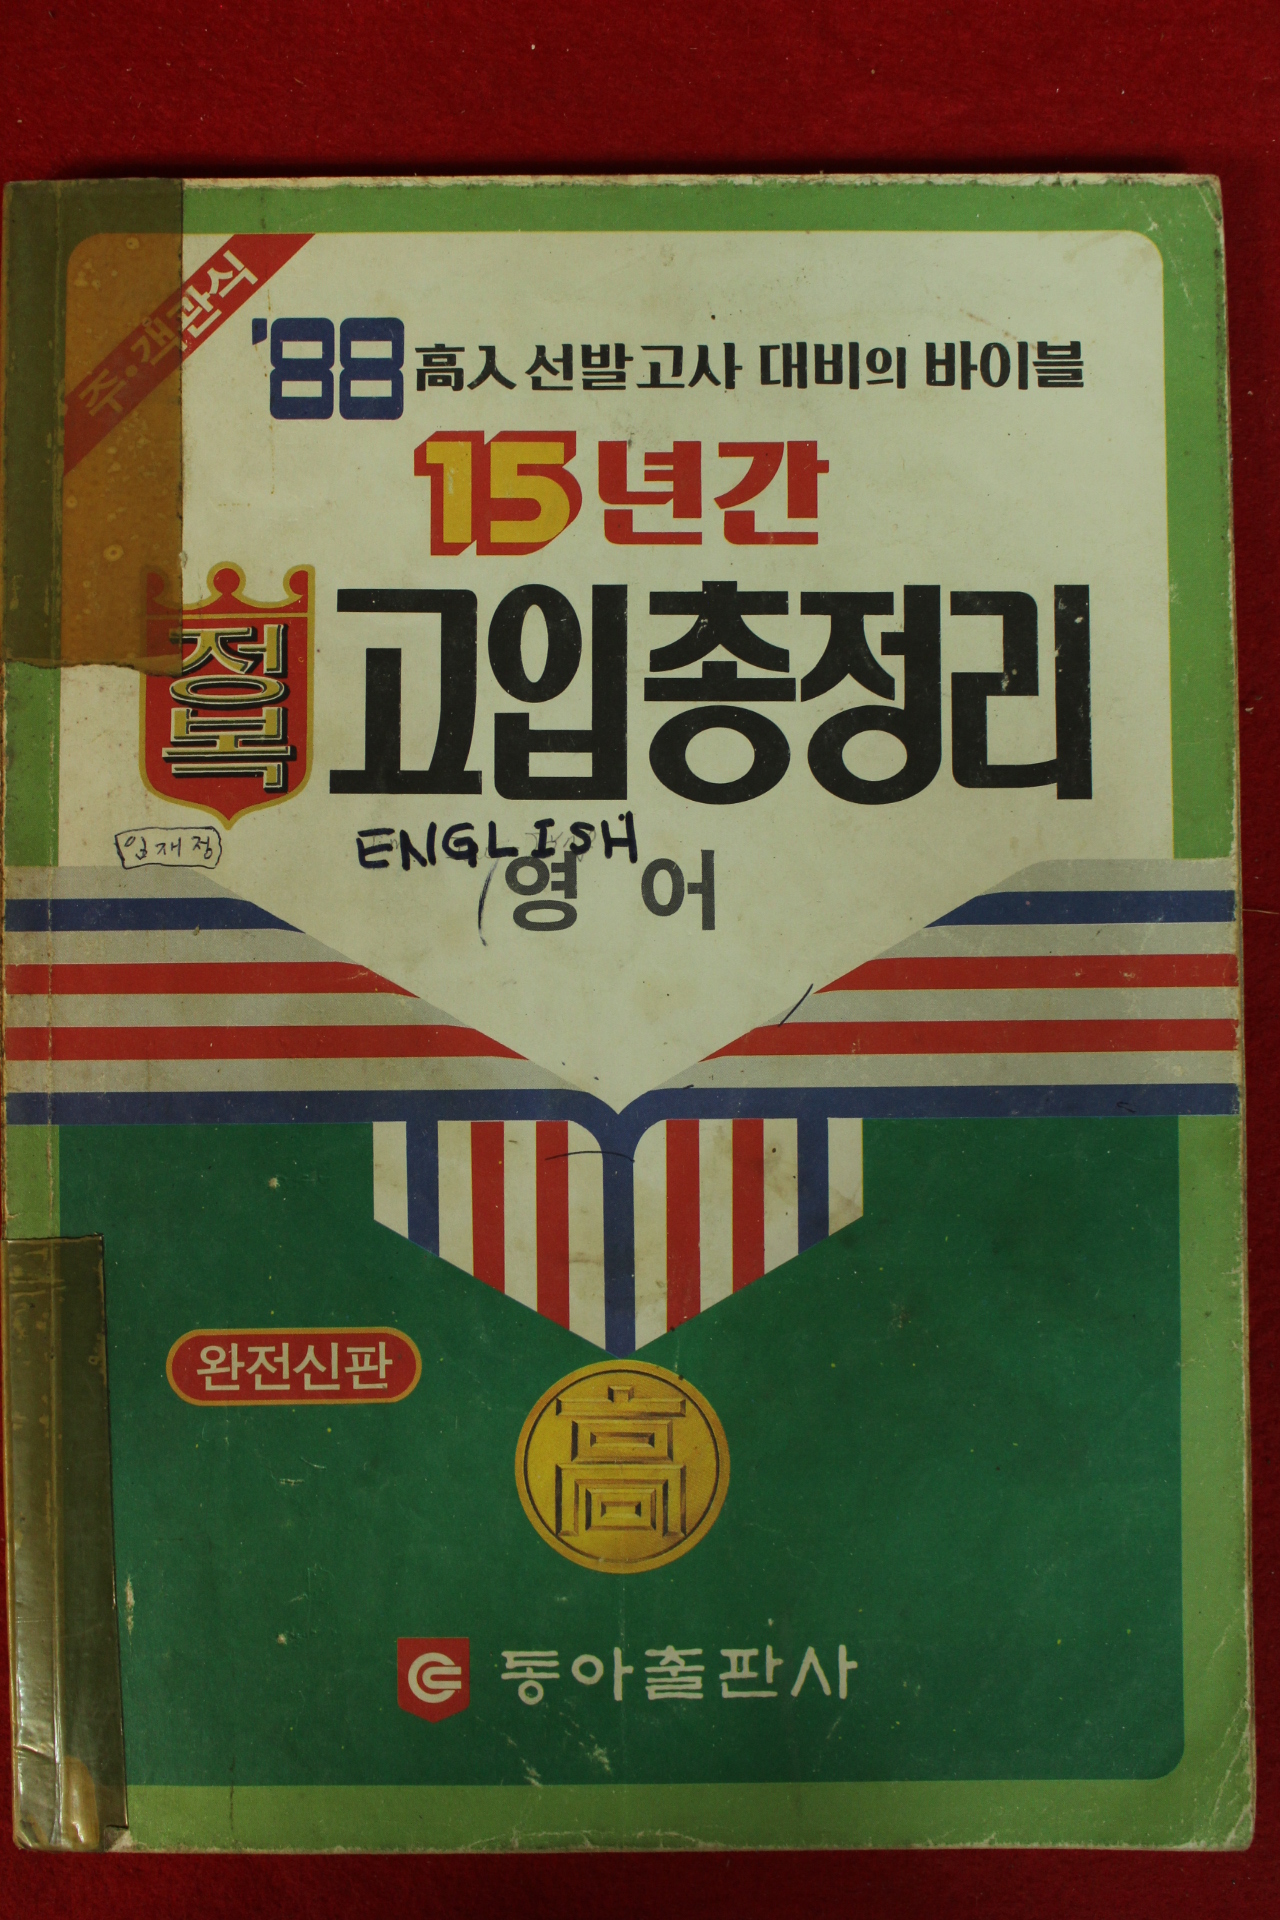 주·객관식
'88 高入 선발고사 대비의 바이블
15년간
정복
고입총정리
임재정
ENGLISH
영어
완전신판
高
동아출판사